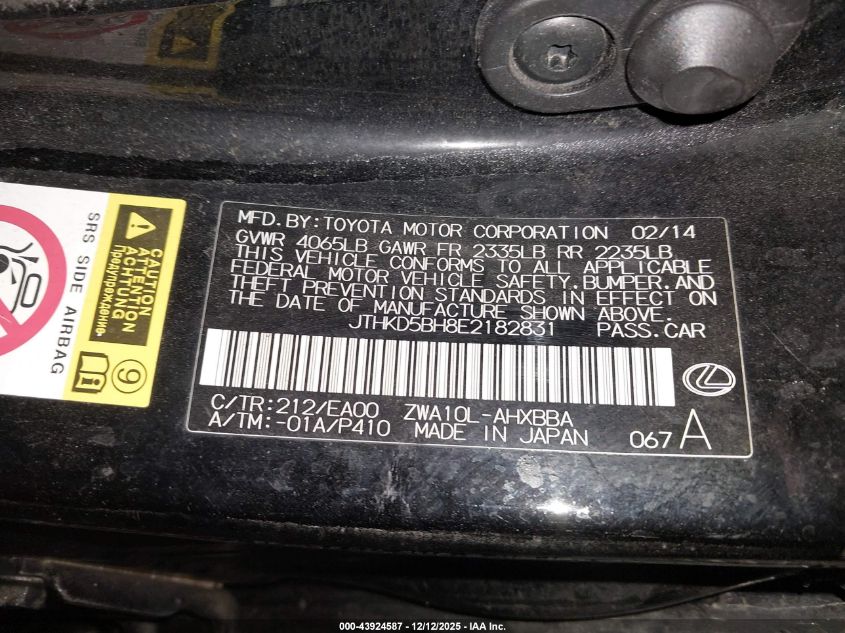 SRS SIDE AIRBAG
CAUTION
ATTENTION
ACHTUNG
Предупреждение
9
MFD.BY:TOYOTA MOTOR CORPORATION 02/14
GVWR 4065LB GAWR FR 2335LB RR 2235LB
THIS VEHICLE CONFORMS TO ALL APPLICABLE
FEDERAL MOTOR VEHICLE SAFETY,BUMPER,AND
THEFT PREVENTION STANDARDS IN EFFECT ON
THE DATE OF MANUFACTURE SHOWN ABOVE.
JTHKD5BH8E2182831 PASS.CAR
C/TR:212/EA00 ZWA10L-AHXBBA
A/TM:-01A/P410 MADE IN JAPAN 067 A
000-43924587 - 12/12/2025 - IAA Inc.